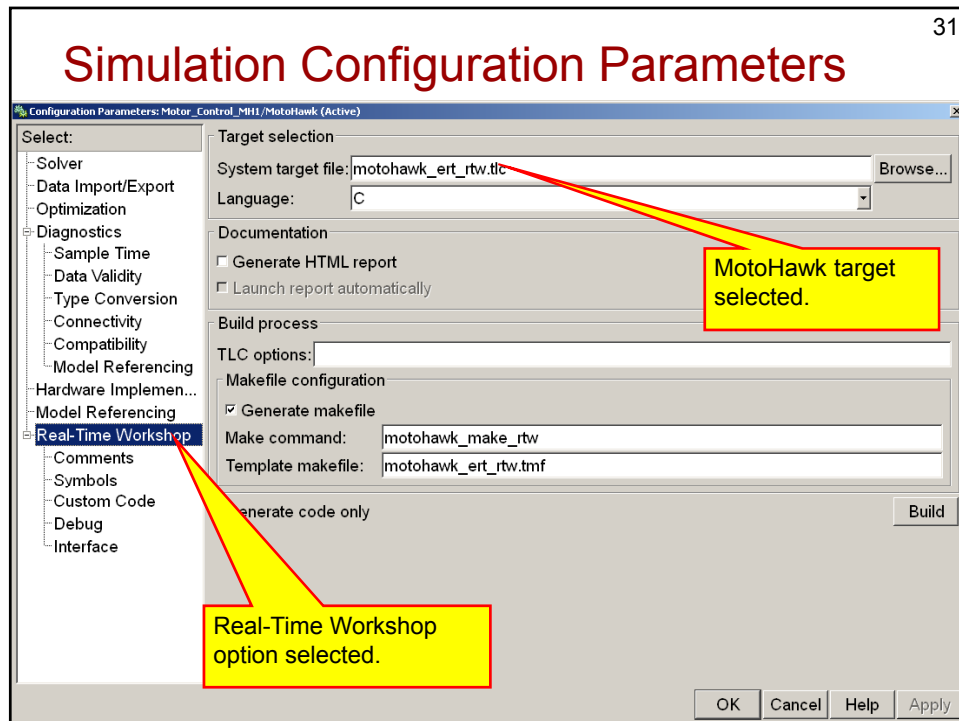 31
Simulation Configuration Parameters
Configuration Parameters: Motor_Control_MH1/MotoHawk (Active)
Select:
Solver
Data Import/Export
Optimization
Diagnostics
Sample Time
Data Validity
Type Conversion
Connectivity
Compatibility
Model Referencing
Hardware Implemen...
Model Referencing
Real-Time Workshop
Comments
Symbols
Custom Code
Debug
Interface
Target selection
System target file: motohawk_ert_rtw.tlc Browse...
Language: C
Documentation
Generate HTML report
Launch report automatically
MotoHawk target
selected.
Build process
TLC options:
Makefile configuration
Generate makefile
Make command: motohawk_make_rtw
Template makefile: motohawk_ert_rtw.tmf
enerate code only Build
Real-Time Workshop
option selected.
OK Cancel Help Apply